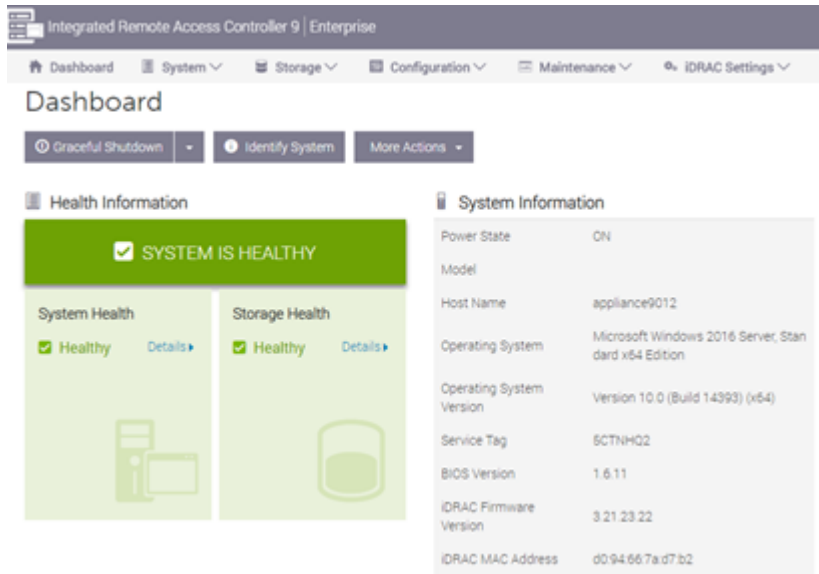 Integrated Remote Access Controller 9 | Enterprise
Dashboard System Storage Configuration Maintenance iDRAC Settings
Dashboard
Graceful Shutdown Identify System More Actions
Health Information
SYSTEM IS HEALTHY
System Health
Healthy Details
Storage Health
Healthy Details
System Information
Power State ON
Model
Host Name appliance9012
Operating System Microsoft Windows 2016 Server, Stan
dard x64 Edition
Operating System
Version Version 10.0 (Build 14393) (x64)
Service Tag 5CTNHQ2
BIOS Version 1.6.11
iDRAC Firmware
Version 3.21.23.22
iDRAC MAC Address d0:94:66:7a:d7:b2